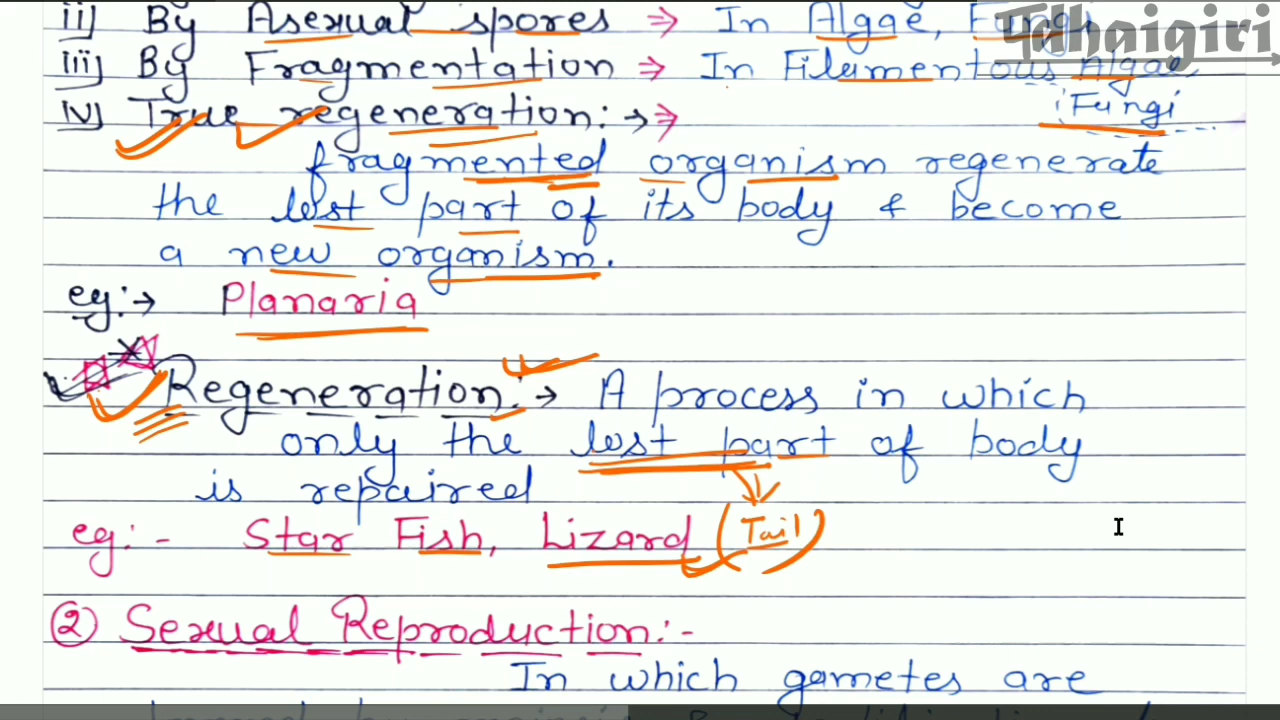 ii) By Asexual spores ⇒ In Algae, Fungi
Padhaigiri
iii) By Fragmentation ⇒ In Filamentous Algae
, Fungi
iv) True regeneration:→⇒
fragmented organism regenerate
the lost part of its body & become
a new organism.
eg:→ Planaria
Regeneration:→ A process in which
only the lost part of body
is repaired
eg:- Star Fish, Lizard (Tail)
② Sexual Reproduction:-
In which gametes are